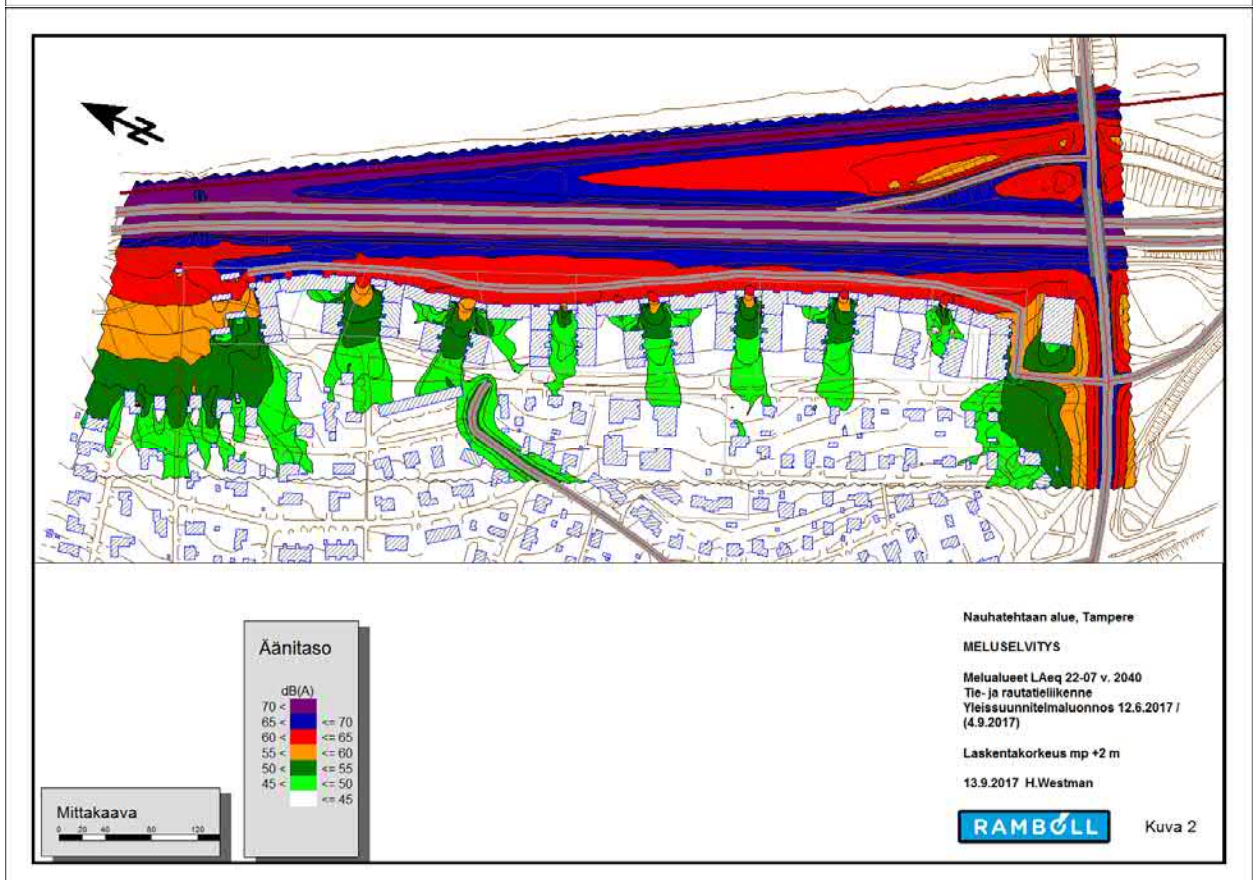 N
Äänitaso
dB(A)
70 <
65 < <= 70
60 < <= 65
55 < <= 60
50 < <= 55
45 < <= 50
<= 45
Mittakaava
0 20 40 80 120
Nauhatehtaan alue, Tampere
MELUSELVITYS
Melualueet LAeq 22-07 v. 2040
Tie- ja rautatieliikenne
Yleissuunnitelmaluonnos 12.6.2017 /
(4.9.2017)
Laskentakorkeus mp +2 m
13.9.2017 H.Westman
RAMBOLL
Kuva 2